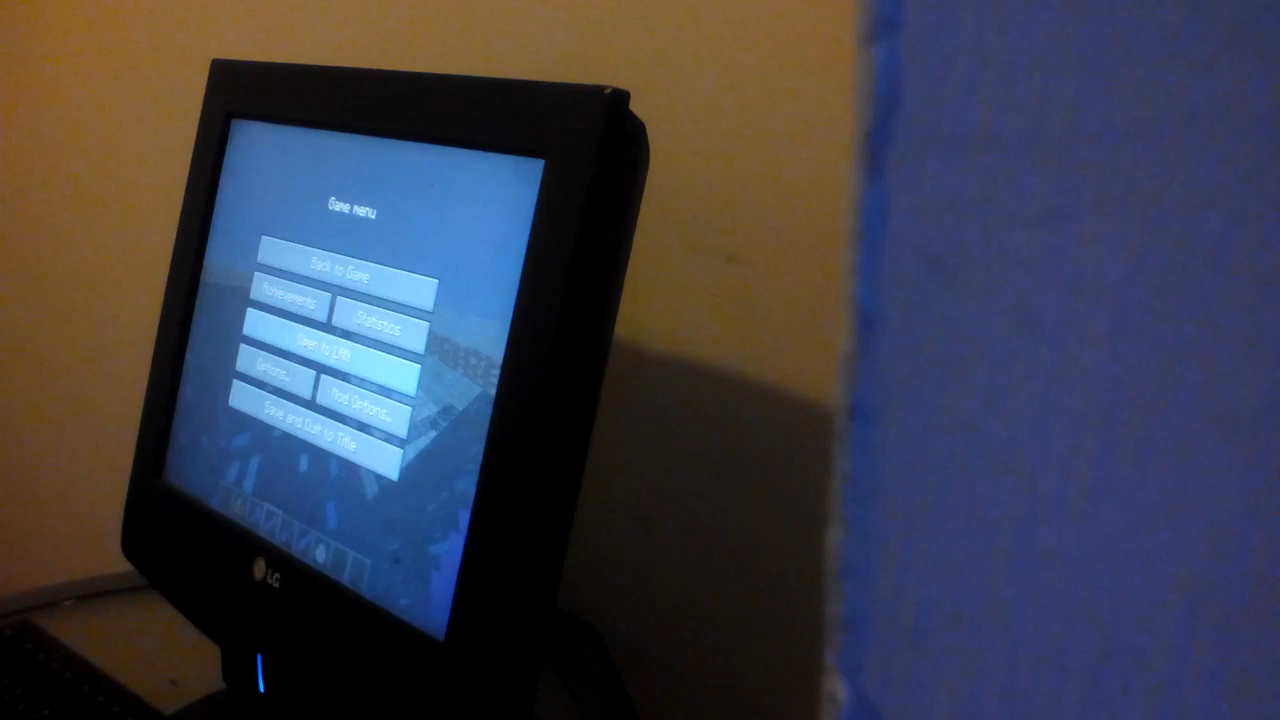 Game menu
Back to Game
Achievements
Statistics
Open to LAN
Options...
Mod Options...
Save and Quit to Title
LG